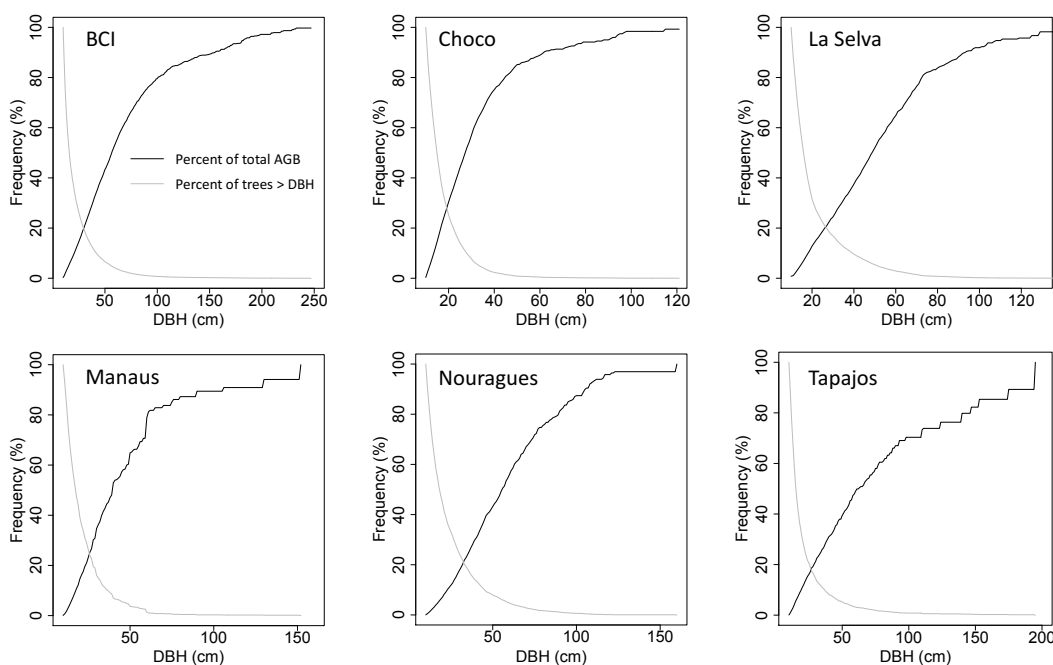 BCI
Frequency (%)
0 20 40 60 80 100
Percent of total AGB
Percent of trees > DBH
50 100 150 200 250
DBH (cm)
Choco
Frequency (%)
0 20 40 60 80 100
20 40 60 80 100 120
DBH (cm)
La Selva
Frequency (%)
0 20 40 60 80 100
20 40 60 80 100 120
DBH (cm)
Manaus
Frequency (%)
0 20 40 60 80 100
50 100 150
DBH (cm)
Nouragues
Frequency (%)
0 20 40 60 80 100
50 100 150
DBH (cm)
Tapajos
Frequency (%)
0 20 40 60 80 100
50 100 150 200
DBH (cm)